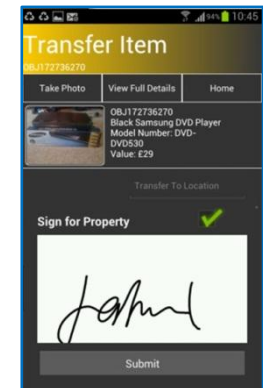 94% 10:45
Transfer Item
OBJ172736270
Take Photo
View Full Details
Home
OBJ172736270
Black Samsung DVD Player
Model Number: DVD-
DVD530
Value: £29
Transfer To Location
Sign for Property
Submit